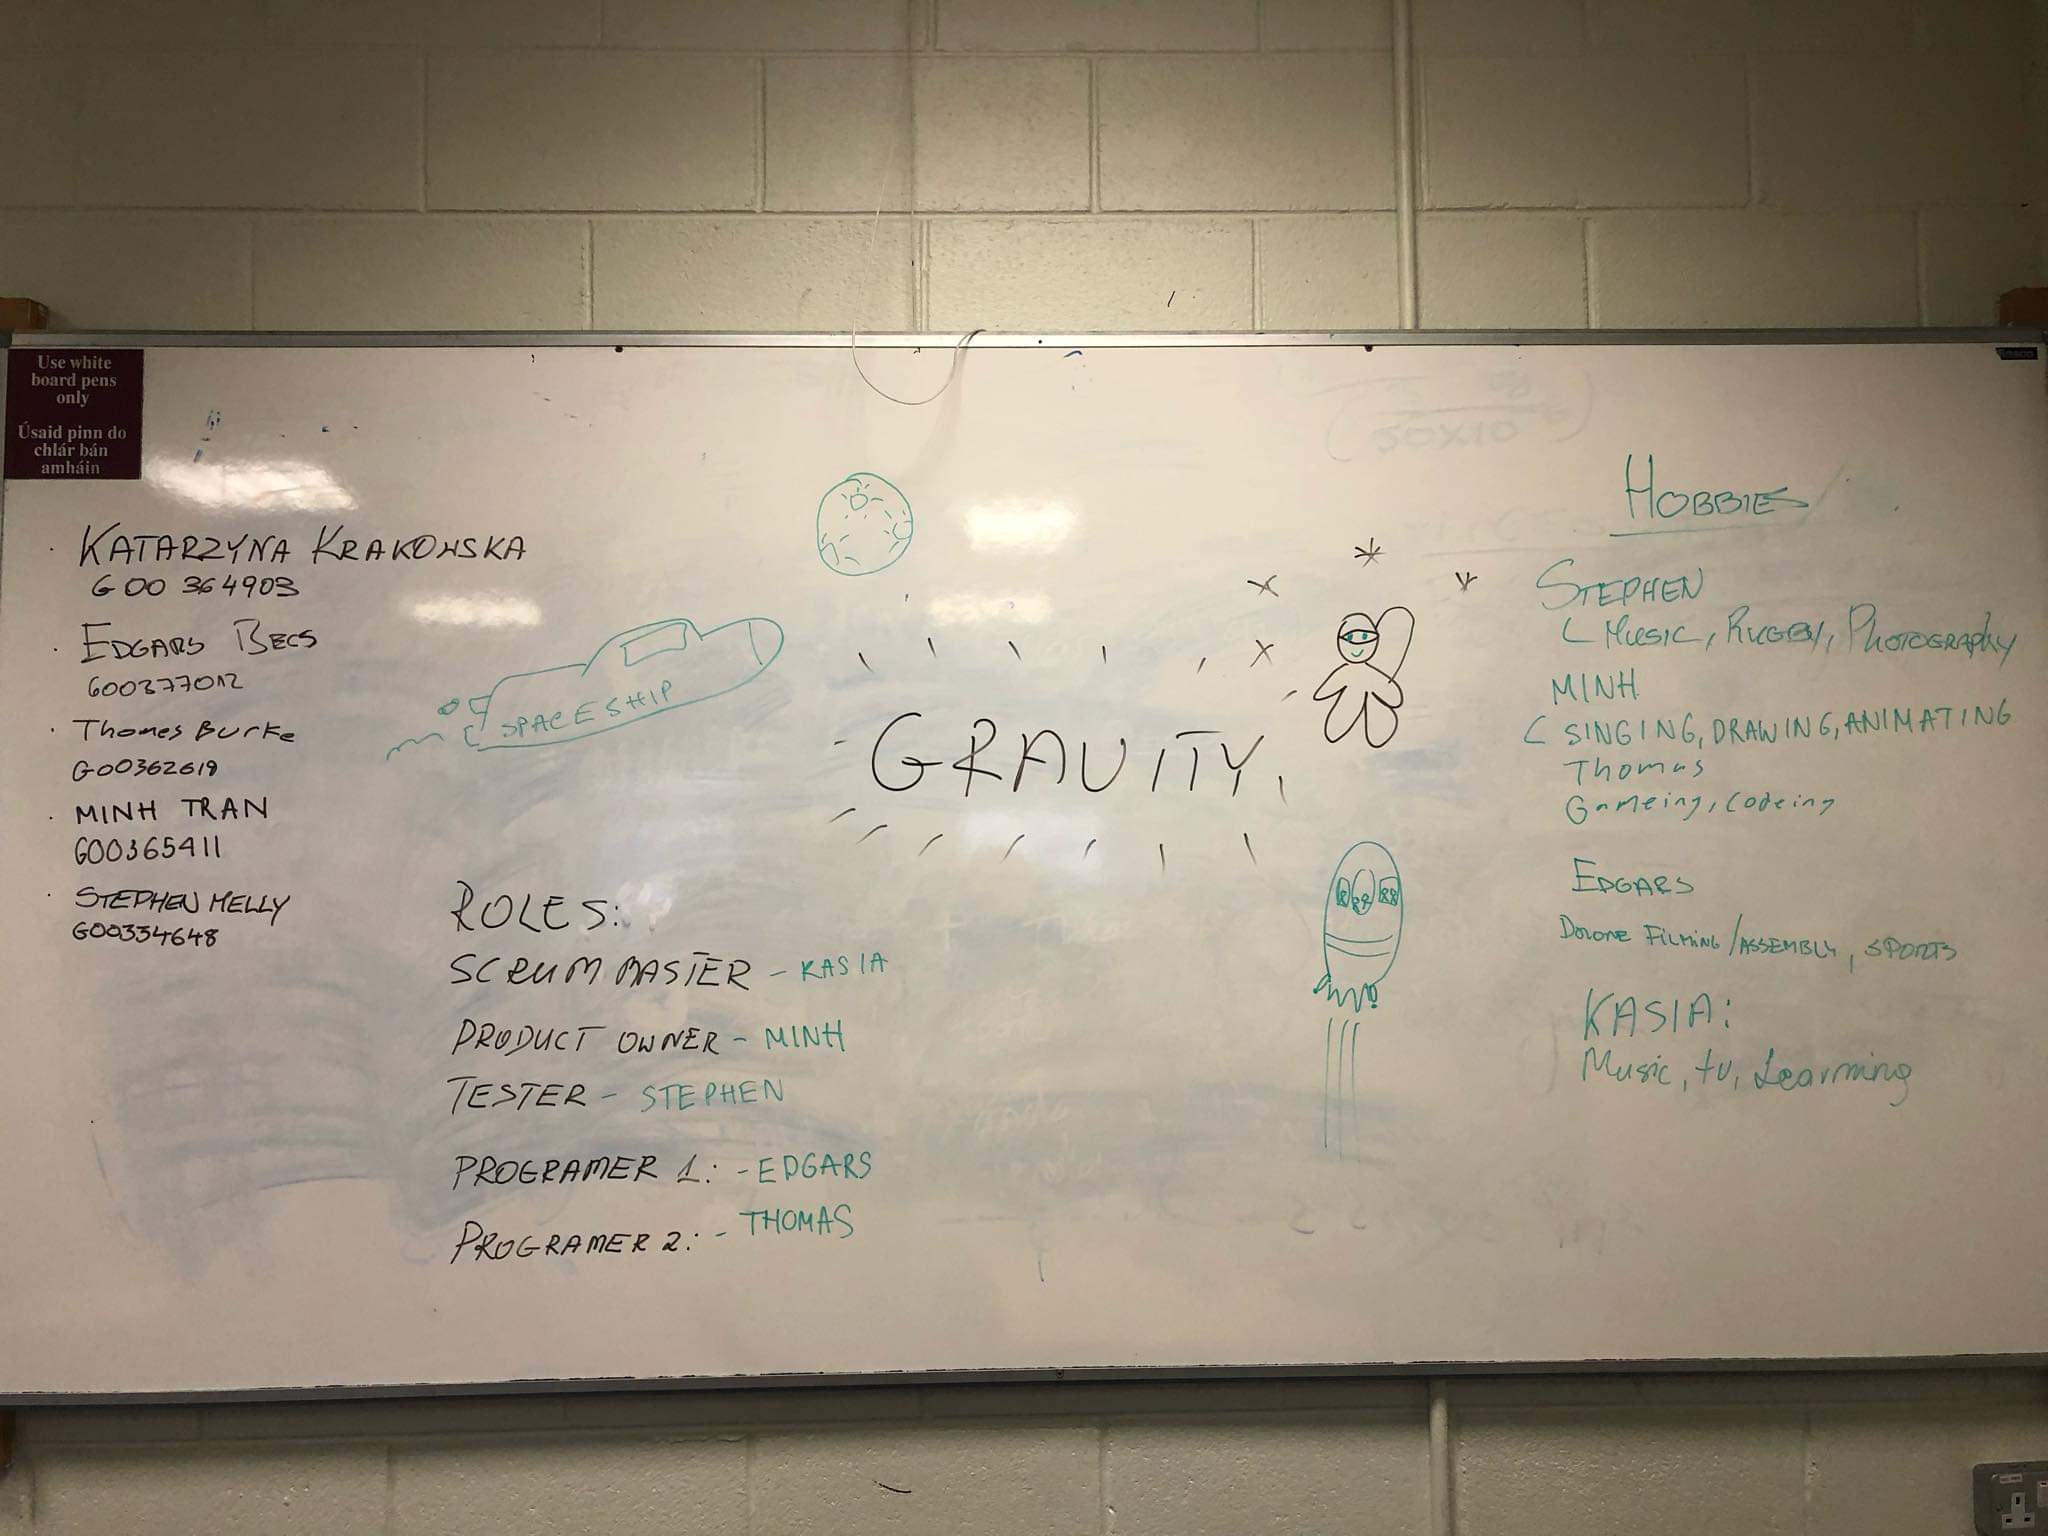 Use white
board pens
only
Úsaid pinn do
chlár bán
amháin
KATARZYNA KRAKOWSKA
G00 364903
EDGARS BECS
G00377012
Thomas Burke
G00362619
MINH TRAN
G00365411
STEPHEN MELLY
G00334648
SPACESHIP
GRAVITY
ROLES:
SCRUM MASTER - KASIA
PRODUCT OWNER - MINH
TESTER - STEPHEN
PROGRAMER 1: - EDGARS
PROGRAMER 2: - THOMAS
HOBBIES
STEPHEN
MUSIC, RUGBY, PHOTOGRAPHY
MINH
SINGING, DRAWING, ANIMATING
Thomas
Gameing, Codeing
EDGARS
DRONE FILMING/ASSEMBLY, SPORTS
KASIA:
Music, tv, Learning
50X10